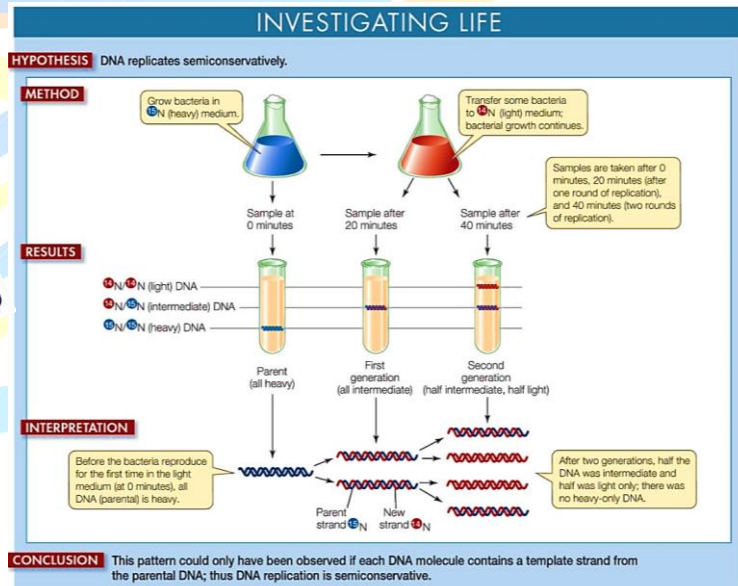 INVESTIGATING LIFE
HYPOTHESIS DNA replicates semiconservatively.
METHOD
Grow bacteria in
15N (heavy) medium.
Transfer some bacteria
to 14N (light) medium;
bacterial growth continues.
Samples are taken after 0
minutes, 20 minutes (after
one round of replication),
and 40 minutes (two rounds
of replication).
Sample at
0 minutes
Sample after
20 minutes
Sample after
40 minutes
RESULTS
14N/14N (light) DNA
14N/15N (intermediate) DNA
15N/15N (heavy) DNA
Parent
(all heavy)
First
generation
(all intermediate)
Second
generation
(half intermediate, half light)
INTERPRETATION
Before the bacteria reproduce
for the first time in the light
medium (at 0 minutes), all
DNA (parental) is heavy.
Parent
strand 15N
New
strand 14N
After two generations, half the
DNA was intermediate and
half was light only; there was
no heavy-only DNA.
CONCLUSION This pattern could only have been observed if each DNA molecule contains a template strand from
the parental DNA; thus DNA replication is semiconservative.